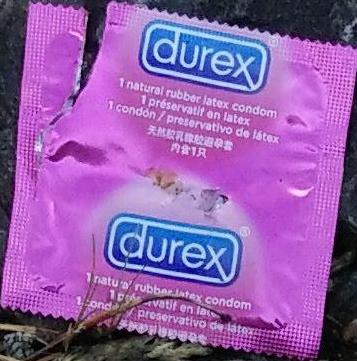 durex®
1 natural rubber latex condom
1 préservatif en latex
1 condón / preservativo de látex
天然胶乳橡胶避孕套
内含1只
durex®
1 natural rubber latex condom
1 préservatif en latex
1 condón / preservativo de látex